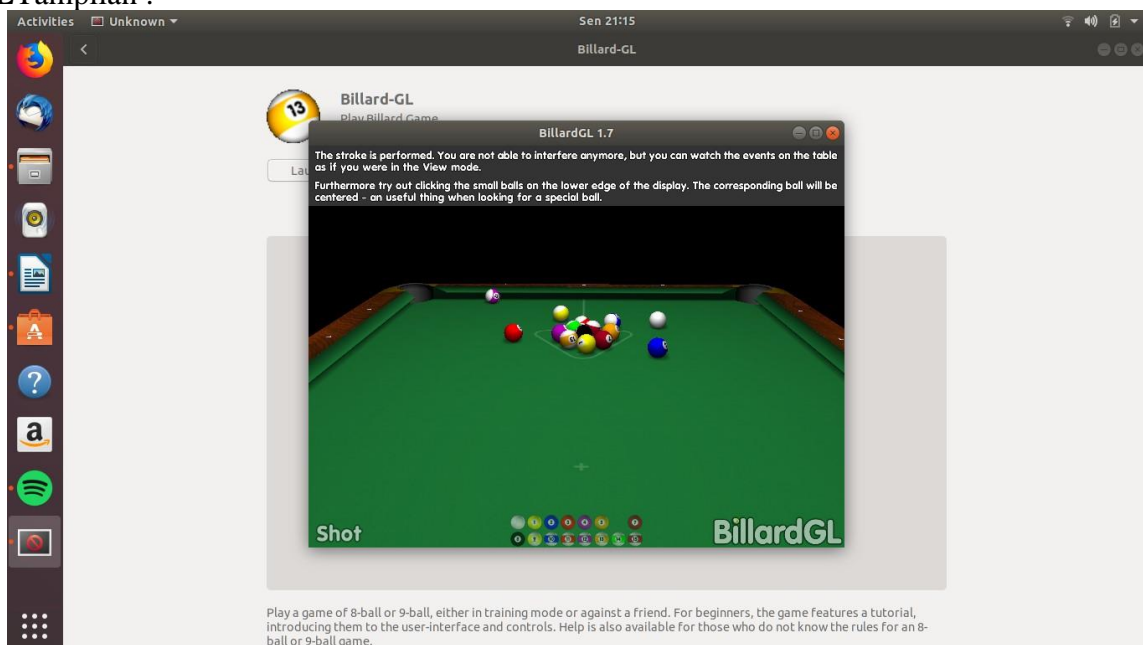 Tampilan :
Activities Unknown Sen 21:15
Billard-GL
Billard-GL
Play Billard Game
BillardGL 1.7
Lau
The stroke is performed. You are not able to interfere anymore, but you can watch the events on the table
as if you were in the View mode.
Furthermore try out clicking the small balls on the lower edge of the display. The corresponding ball will be
centered - an useful thing when looking for a special ball.
Shot
BillardGL
Play a game of 8-ball or 9-ball, either in training mode or against a friend. For beginners, the game features a tutorial,
introducing them to the user-interface and controls. Help is also available for those who do not know the rules for an 8-
ball or 9-ball game.